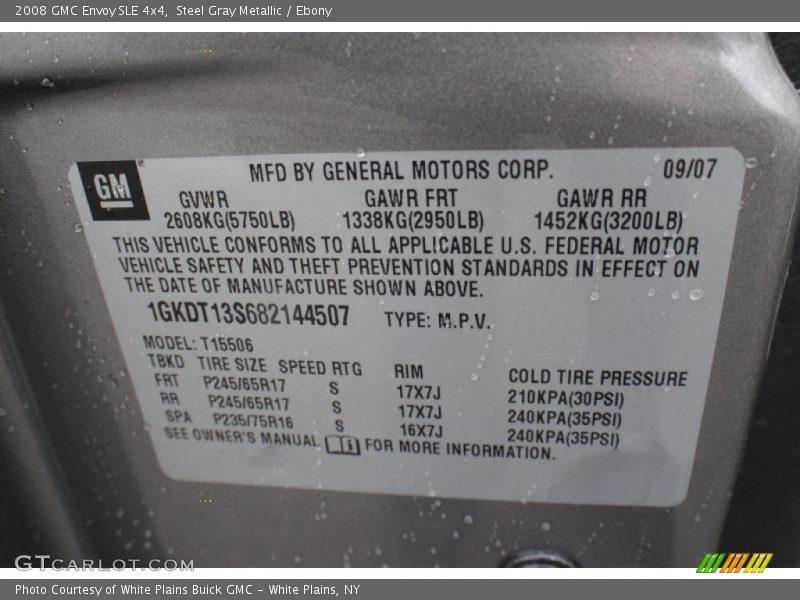 2008 GMC Envoy SLE 4x4, Steel Gray Metallic / Ebony
GM
MFD BY GENERAL MOTORS CORP. 09/07
GVWR GAWR FRT GAWR RR
2608KG(5750LB) 1338KG(2950LB) 1452KG(3200LB)
THIS VEHICLE CONFORMS TO ALL APPLICABLE U.S. FEDERAL MOTOR
VEHICLE SAFETY AND THEFT PREVENTION STANDARDS IN EFFECT ON
THE DATE OF MANUFACTURE SHOWN ABOVE.
1GKDT13S682144507 TYPE: M.P.V.
MODEL: T15506
TBKD TIRE SIZE SPEED RTG RIM COLD TIRE PRESSURE
FRT P245/65R17 S 17X7J 210KPA(30PSI)
RR P245/65R17 S 17X7J 240KPA(35PSI)
SPA P235/75R16 S 16X7J 240KPA(35PSI)
SEE OWNER'S MANUAL FOR MORE INFORMATION.
GTCARLOT.COM
Photo Courtesy of White Plains Buick GMC - White Plains, NY